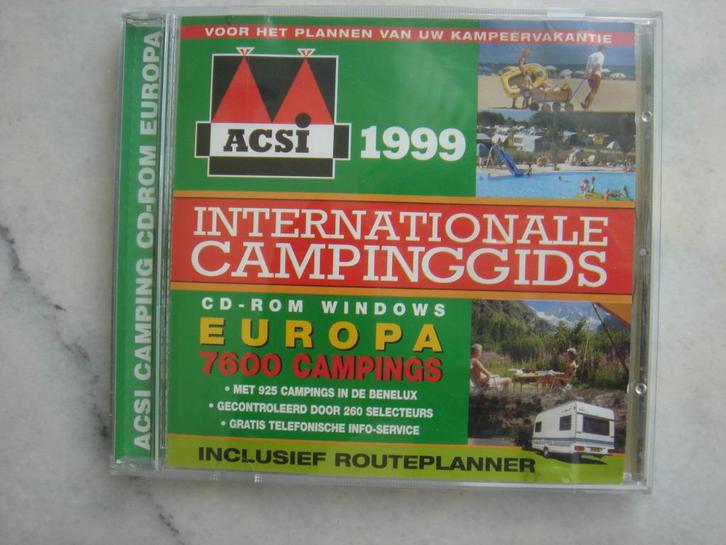 VOOR HET PLANNEN VAN UW KAMPEERVAKANTIE
ACSI CAMPING CD-ROM EUROPA
ACSi
1999
INTERNATIONALE
CAMPINGGIDS
CD-ROM WINDOWS
EUROPA
7600 CAMPINGS
• MET 925 CAMPINGS IN DE BENELUX
• GECONTROLEERD DOOR 260 SELECTEURS
• GRATIS TELEFONISCHE INFO-SERVICE
INCLUSIEF ROUTEPLANNER